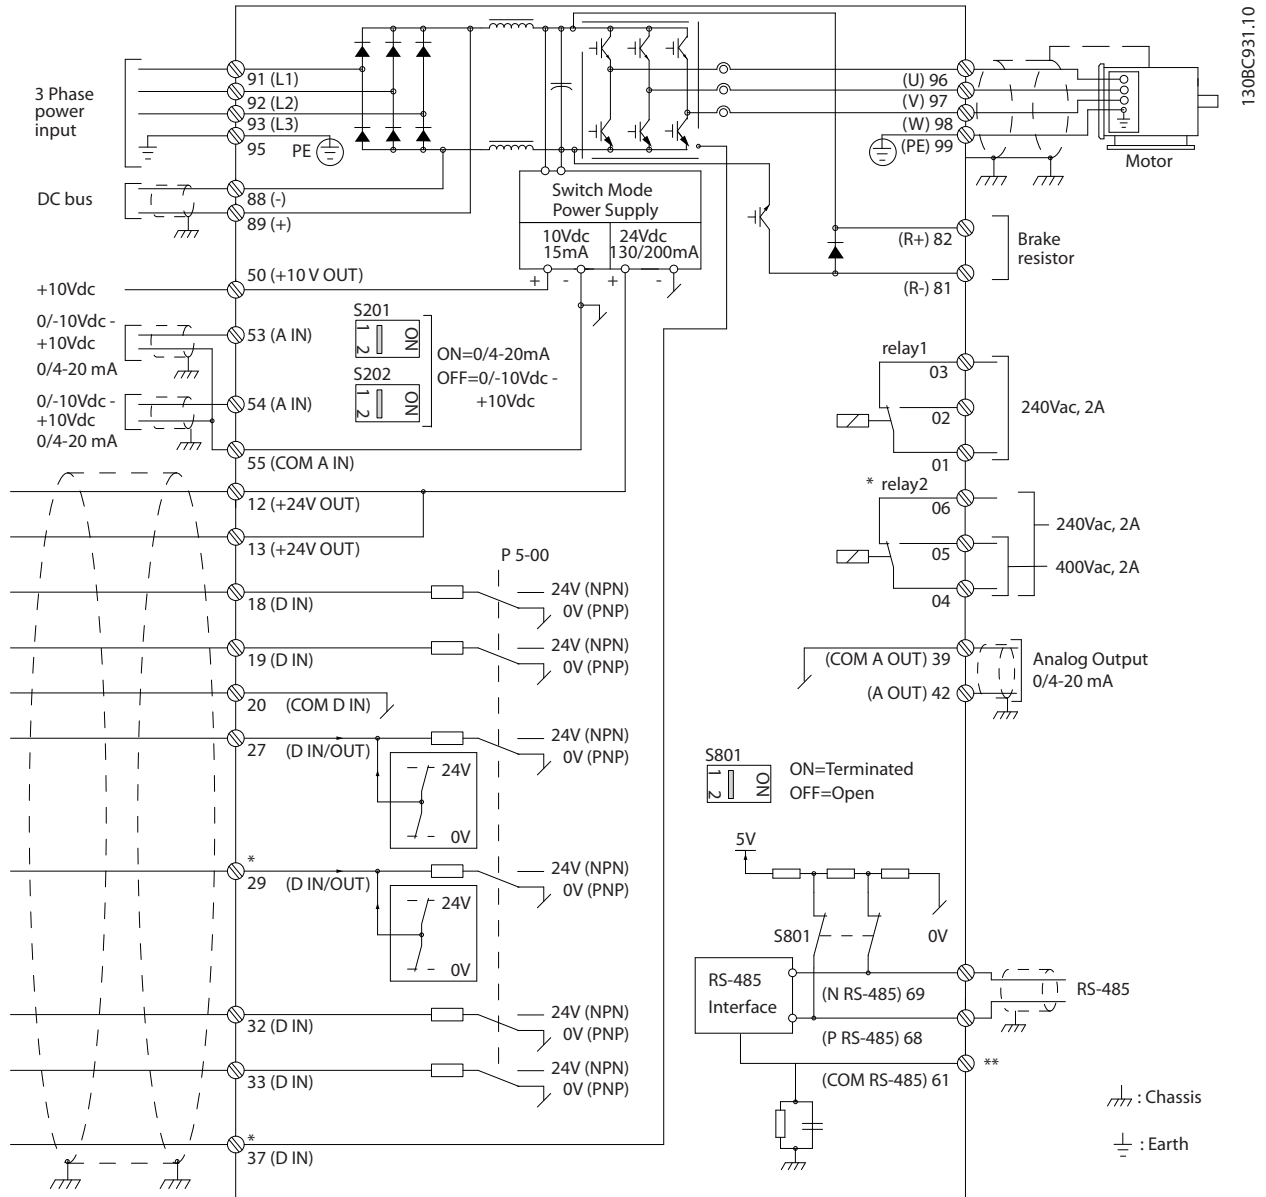 130BC931.10
3 Phase
power
input
91 (L1)
92 (L2)
93 (L3)
95
PE
(U) 96
(V) 97
(W) 98
(PE) 99
Motor
DC bus
88 (-)
89 (+)
Switch Mode
Power Supply
10Vdc
15mA
24Vdc
130/200mA
+ - + -
(R+) 82
(R-) 81
Brake
resistor
+10Vdc
50 (+10 V OUT)
0/-10Vdc -
+10Vdc
0/4-20 mA
53 (A IN)
S201
1 2
ON
S202
1 2
ON
ON=0/4-20mA
OFF=0/-10Vdc -
+10Vdc
0/-10Vdc -
+10Vdc
0/4-20 mA
54 (A IN)
55 (COM A IN)
relay1
03
02
01
240Vac, 2A
* relay2
06
05
04
240Vac, 2A
400Vac, 2A
12 (+24V OUT)
13 (+24V OUT)
P 5-00
18 (D IN)
24V (NPN)
0V (PNP)
19 (D IN)
24V (NPN)
0V (PNP)
20 (COM D IN)
27 (D IN/OUT)
24V (NPN)
0V (PNP)
24V
0V
*
29 (D IN/OUT)
24V (NPN)
0V (PNP)
24V
0V
32 (D IN)
24V (NPN)
0V (PNP)
33 (D IN)
24V (NPN)
0V (PNP)
*
37 (D IN)
(COM A OUT) 39
(A OUT) 42
Analog Output
0/4-20 mA
S801
1 2
ON
ON=Terminated
OFF=Open
5V
S801
0V
RS-485
Interface
(N RS-485) 69
(P RS-485) 68
(COM RS-485) 61
RS-485
**
: Chassis
: Earth